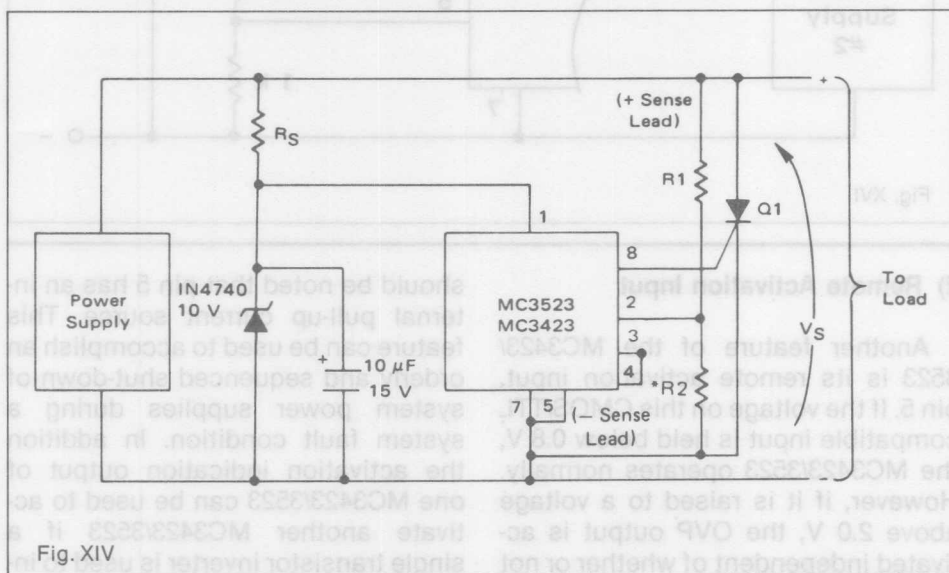 Supply
#2
7
Fig. XVI
(+ Sense
Lead)
RS
R1
1
Q1
8
Power
Supply
IN4740
10 V
MC3523
MC3423
2
3
4
To
Load
VS
+
10 µF
15 V
*R2
7
5
(– Sense
Lead)
+
–
2) Remote Activation Input
Another feature of the MC3423/
3523 is its remote activation input,
pin 5. If the voltage on this CMOS/TTL
compatible input is held below 0.8 V,
the MC3423/3523 operates normally.
However, if it is raised to a voltage
above 2.0 V, the OVP output is ac-
tivated independent of whether or not
should be noted that pin 5 has an in-
ternal pull-up current source. This
feature can be used to accomplish an
orderly and sequenced shut-down of
system power supplies during a
system fault condition. In addition
the activation indication output of
one MC3423/3523 can be used to ac-
tivate another MC3423/3523 if a
single transistor inverter is used to in-
Fig. XIV